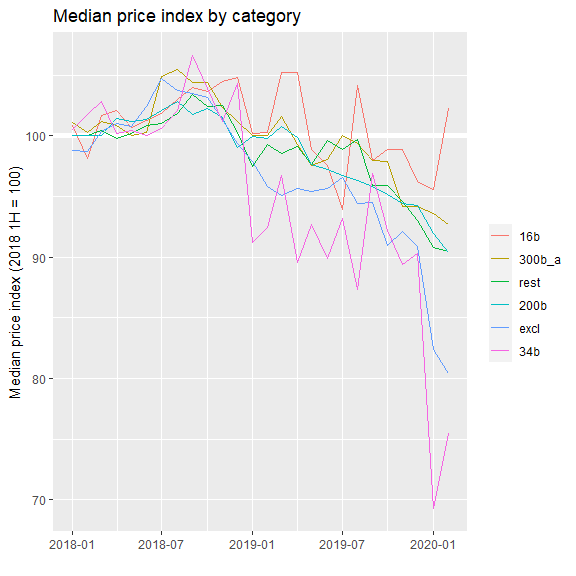 Median price index by category
Median price index (2018 1H = 100)
100
90
80
70
2018-01
2018-07
2019-01
2019-07
2020-01
16b
300b_a
rest
200b
excl
34b